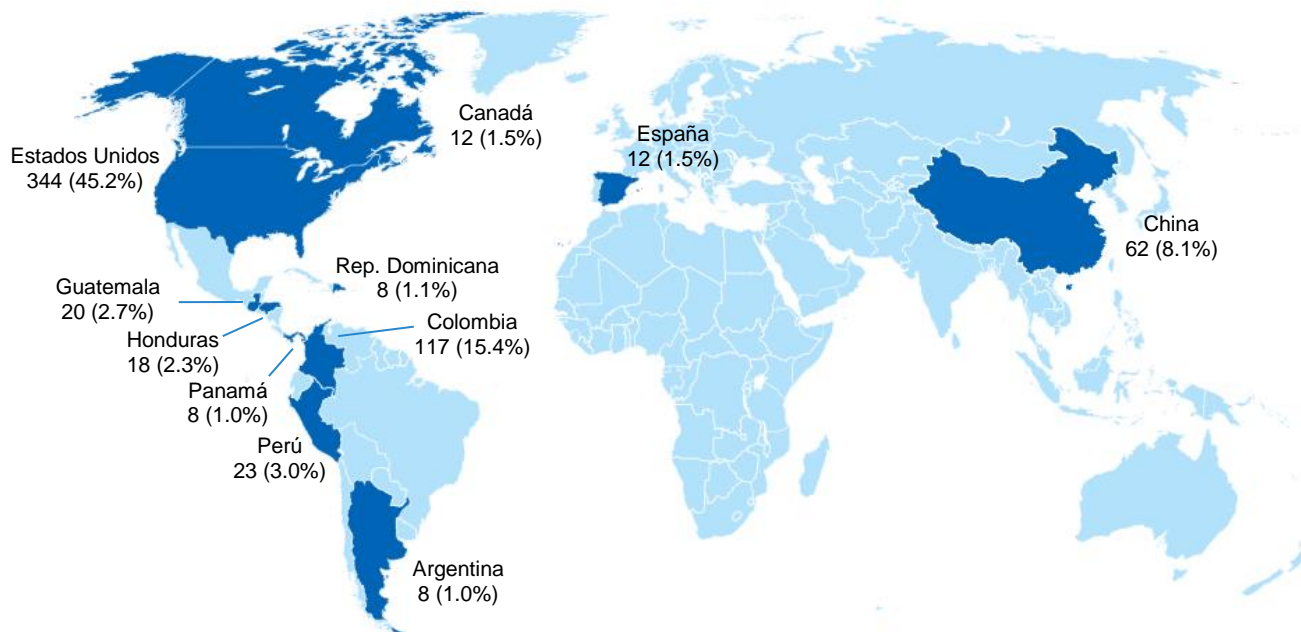 Canadá
12 (1.5%)
España
12 (1.5%)
Estados Unidos
344 (45.2%)
China
62 (8.1%)
Rep. Dominicana
8 (1.1%)
Guatemala
20 (2.7%)
Colombia
117 (15.4%)
Honduras
18 (2.3%)
Panamá
8 (1.0%)
Perú
23 (3.0%)
Argentina
8 (1.0%)